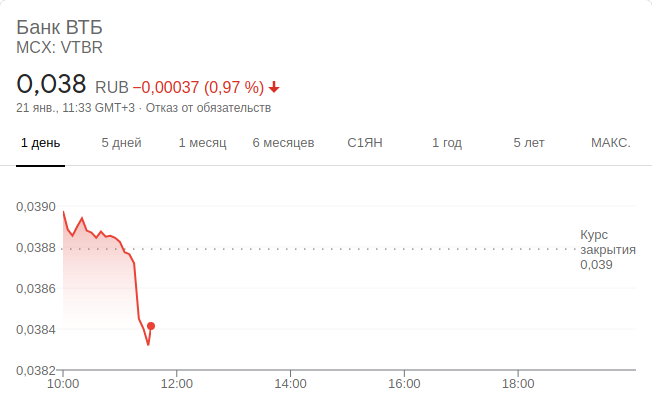 Банк ВТБ
MCX: VTBR
0,038 RUB −0,00037 (0,97 %)
21 янв., 11:33 GMT+3 · Отказ от обязательств
1 день 5 дней 1 месяц 6 месяцев С1ЯН 1 год 5 лет МАКС.
0,0390
Курс
закрытия
0,039
0,0388
0,0386
0,0384
0,0382
10:00 12:00 14:00 16:00 18:00